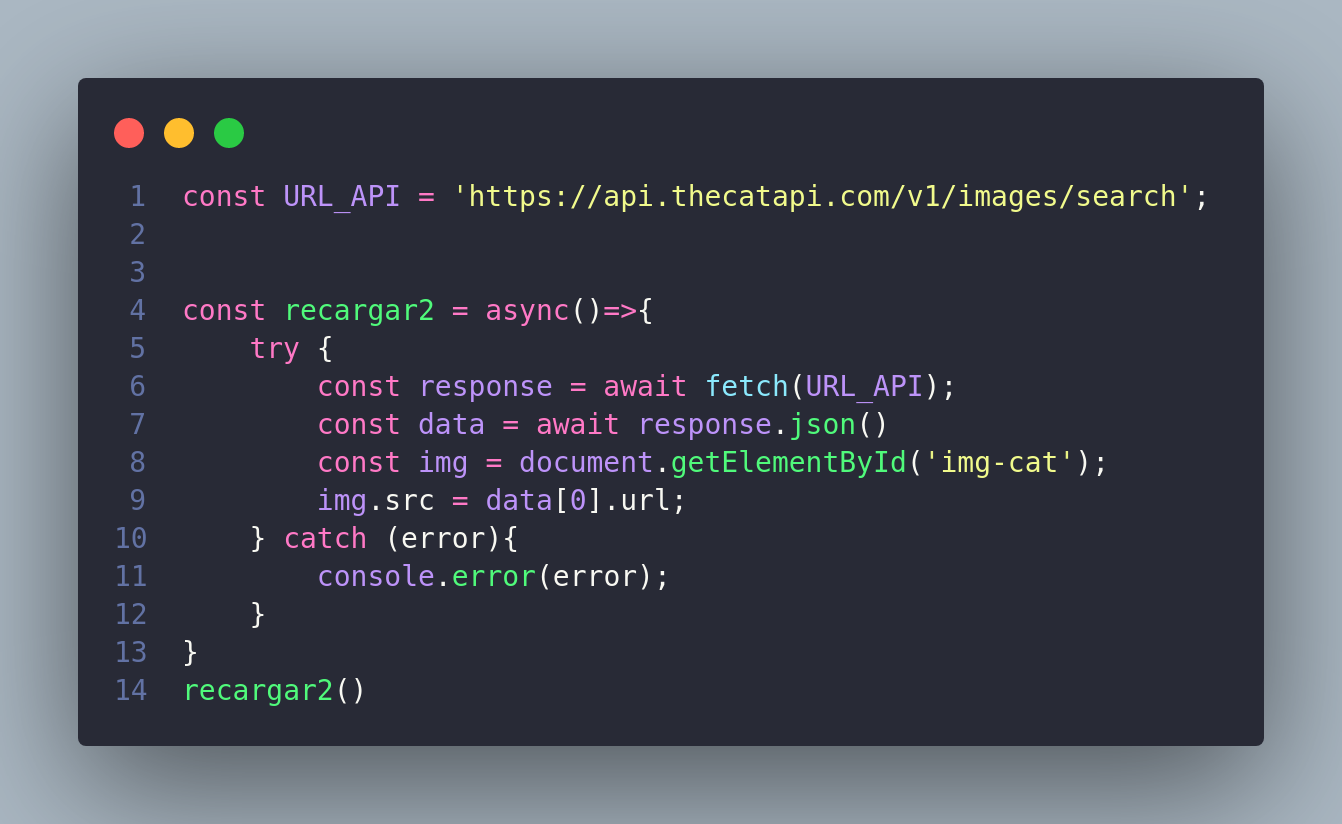 1 const URL_API = 'https://api.thecatapi.com/v1/images/search';
2
3
4 const recargar2 = async()=>{
5     try {
6         const response = await fetch(URL_API);
7         const data = await response.json()
8         const img = document.getElementById('img-cat');
9         img.src = data[0].url;
10     } catch (error){
11         console.error(error);
12     }
13 }
14 recargar2()